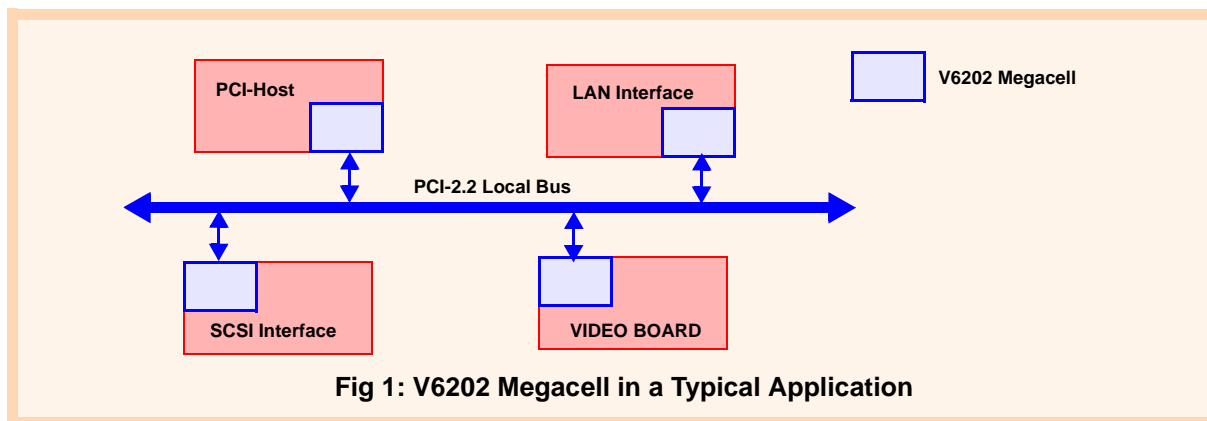 PCI-Host
LAN Interface
V6202 Megacell
PCI-2.2 Local Bus
SCSI Interface
VIDEO BOARD
Fig 1: V6202 Megacell in a Typical Application